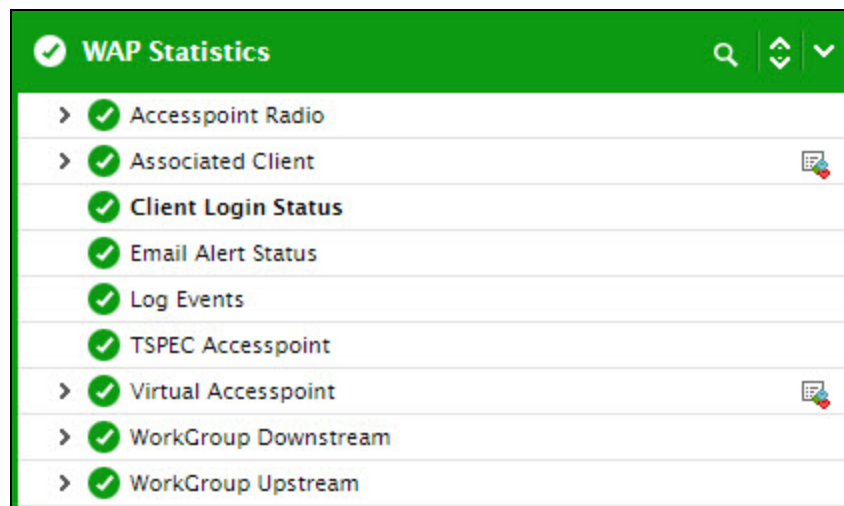 WAP Statistics
Accesspoint Radio
Associated Client
Client Login Status
Email Alert Status
Log Events
TSPEC Accesspoint
Virtual Accesspoint
WorkGroup Downstream
WorkGroup Upstream